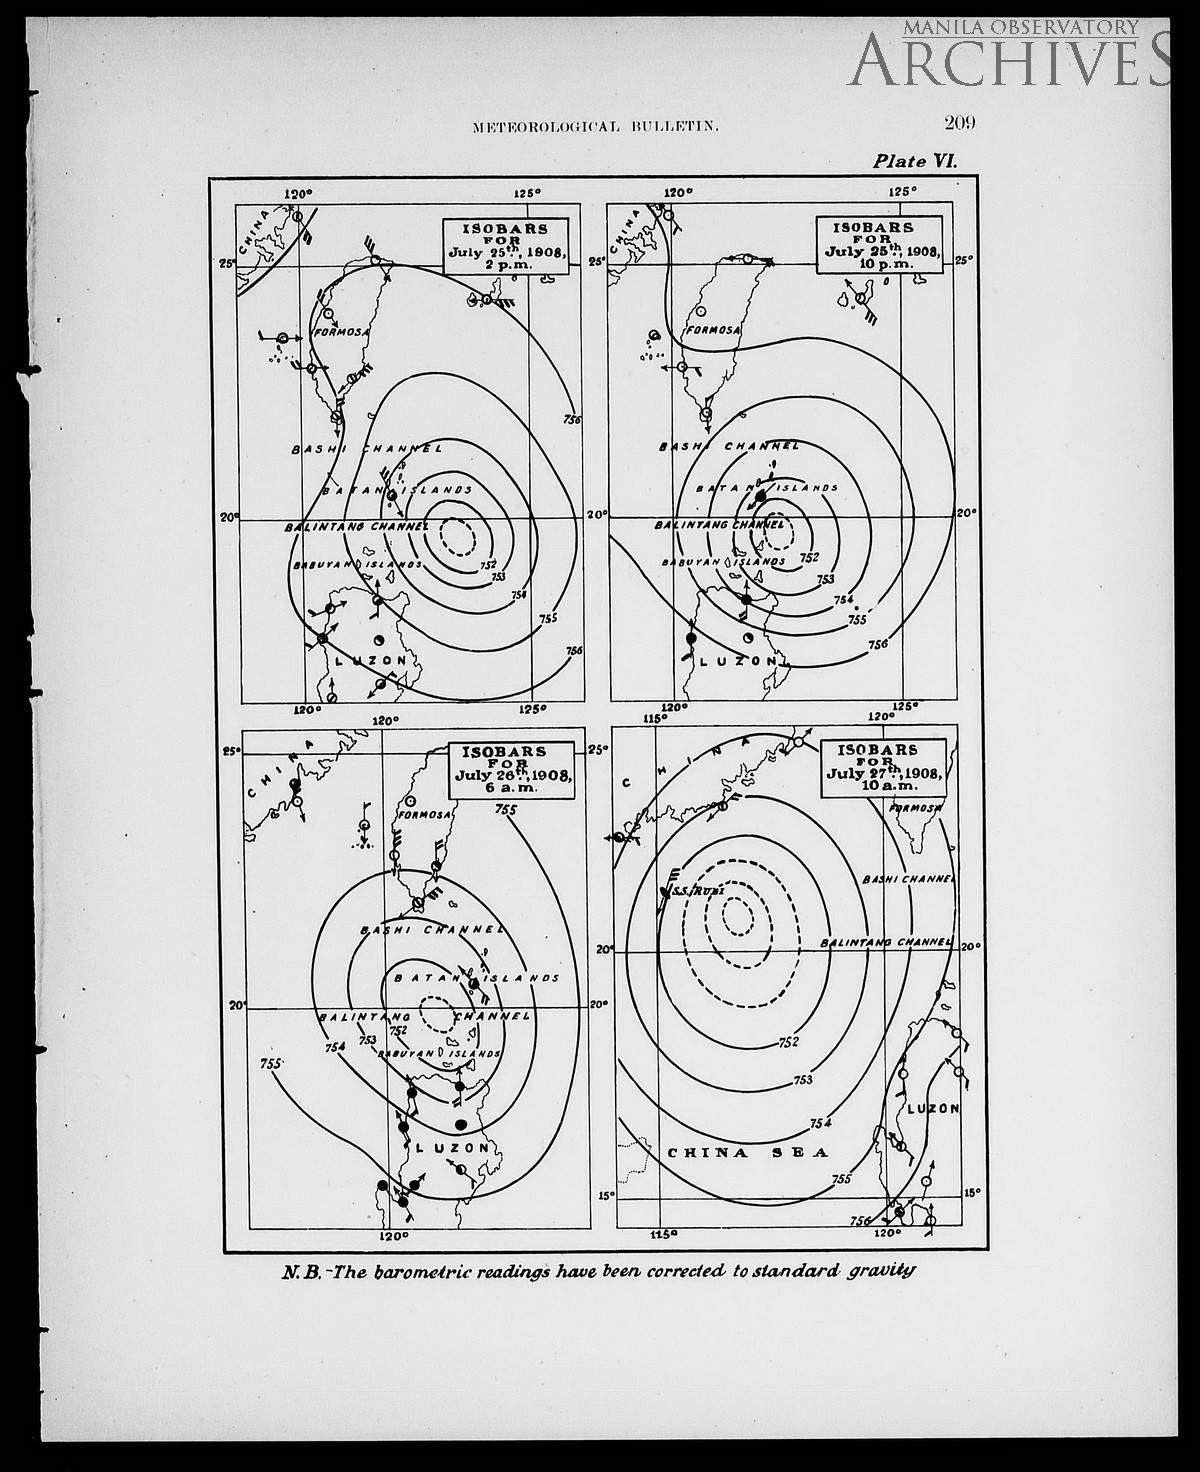 MANILA OBSERVATORY
ARCHIVES
METEOROLOGICAL BULLETIN.
209
Plate VI.
120°
125°
CHINA
ISOBARS
FOR
July 25th, 1908,
2 p.m.
25°
FORMOSA
756
BASHI CHANNEL
BATAN ISLANDS
20°
BALINTANG CHANNEL
BABUYAN ISLANDS
752
753
754
755
756
LUZON
120°
125°
120°
125°
CHINA
ISOBARS
FOR
July 25th, 1908,
10 p.m.
25°
25°
FORMOSA
BASHI CHANNEL
BATAN ISLANDS
20°
20°
BALINTANG CHANNEL
BABUYAN ISLANDS
752
753
754
755
756
LUZON
120°
125°
120°
25°
CHINA
ISOBARS
FOR
July 26th, 1908,
6 a.m.
FORMOSA
755
BASHI CHANNEL
BATAN ISLANDS
20°
20°
BALINTANG CHANNEL
752
753
754
755
BABUYAN ISLANDS
LUZON
120°
115°
120°
25°
CHINA
ISOBARS
FOR
July 27th, 1908,
10 a.m.
FORMOSA
BASHI CHANNEL
S.S. RUBI
BALINTANG CHANNEL
20°
20°
752
753
754
LUZON
CHINA SEA
755
15°
15°
756
115°
120°
N.B.-The barometric readings have been corrected to standard gravity